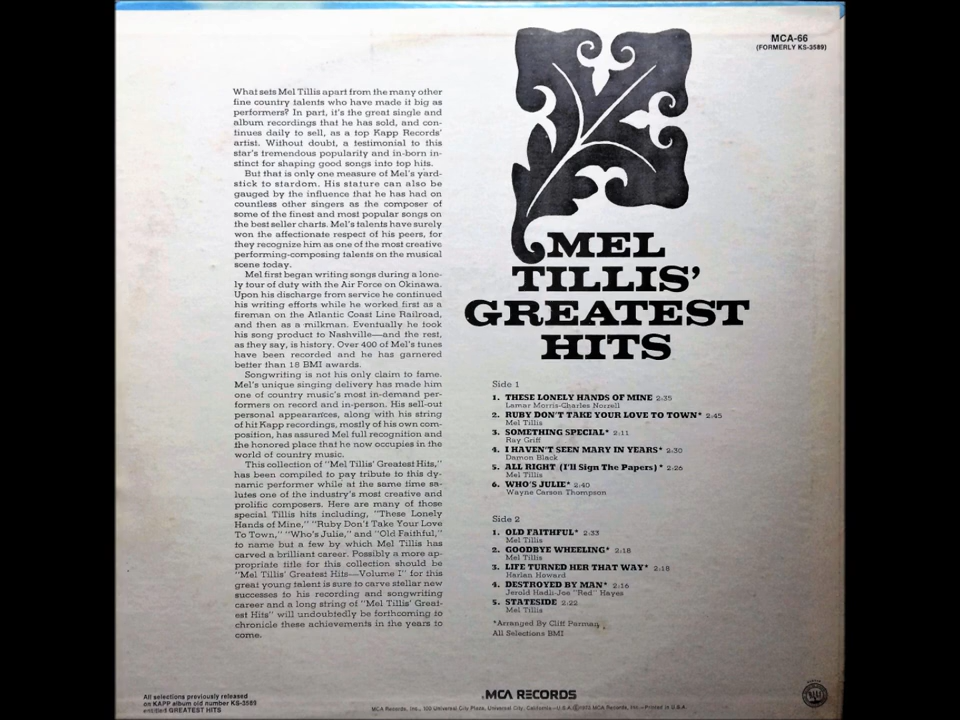 MCA-66
(FORMERLY KS-3589)
What sets Mel Tillis apart from the many other
fine country talents who have made it big as
performers? In part, it's the great single and
album recordings that he has sold, and con-
tinues daily to sell, as a top Kapp Records'
artist. Without doubt, a testimonial to this
star's tremendous popularity and in-born in-
stinct for shaping good songs into top hits.
But that is only one measure of Mel's yard-
stick to stardom. His stature can also be
gauged by the influence that he has had on
countless other singers as the composer of
some of the finest and most popular songs on
the best seller charts. Mel's talents have surely
won the affectionate respect of his peers, for
they recognize him as one of the most creative
performing-composing talents on the musical
scene today.
Mel first began writing songs during a lone-
ly tour of duty with the Air Force on Okinawa.
Upon his discharge from service he continued
his writing efforts while he worked first as a
fireman on the Atlantic Coast Line Railroad,
and then as a milkman. Eventually he took
his song product to Nashville—and the rest,
as they say, is history. Over 400 of Mel's tunes
have been recorded and he has garnered
better than 18 BMI awards.
Songwriting is not his only claim to fame.
Mel's unique singing delivery has made him
one of country music's most in-demand per-
formers on record and in-person. His sell-out
personal appearances, along with his string
of hit Kapp recordings, mostly of his own com-
position, has assured Mel full recognition and
the honored place that he now occupies in the
world of country music.
This collection of "Mel Tillis' Greatest Hits,"
has been compiled to pay tribute to this dy-
namic performer while at the same time sa-
lutes one of the industry's most creative and
prolific composers. Here are many of those
special Tillis hits including, "These Lonely
Hands of Mine," "Ruby Don't Take Your Love
To Town," "Who's Julie," and "Old Faithful,"
to name but a few by which Mel Tillis has
carved a brilliant career. Possibly a more ap-
propriate title for this collection should be
"Mel Tillis' Greatest Hits—Volume I" for this
great young talent is sure to carve stellar new
successes to his recording and songwriting
career and a long string of "Mel Tillis' Great-
est Hits" will undoubtedly be forthcoming to
chronicle these achievements in the years to
come.
MEL
TILLIS'
GREATEST
HITS
Side 1
1. THESE LONELY HANDS OF MINE 2:35
Lamar Morris-Charles Norrell
2. RUBY DON'T TAKE YOUR LOVE TO TOWN* 2:45
Mel Tillis
3. SOMETHING SPECIAL* 2:11
Ray Griff
4. I HAVEN'T SEEN MARY IN YEARS* 2:30
Damon Black
5. ALL RIGHT (I'll Sign The Papers)* 2:26
Mel Tillis
6. WHO'S JULIE* 2:40
Wayne Carson Thompson
Side 2
1. OLD FAITHFUL* 2:33
Mel Tillis
2. GOODBYE WHEELING* 2:18
Mel Tillis
3. LIFE TURNED HER THAT WAY* 2:18
Harlan Howard
4. DESTROYED BY MAN* 2:16
Jerold Hadli-Joe "Red" Hayes
5. STATESIDE 2:22
Mel Tillis
*Arranged By Cliff Parman
All Selections BMI
All selections previously released
on KAPP album old number KS-3589
entitled GREATEST HITS
MCA RECORDS
MCA Records, Inc., 100 Universal City Plaza, Universal City, California—U.S.A. Ⓟ1973 MCA Records, Inc.—Printed in U.S.A.